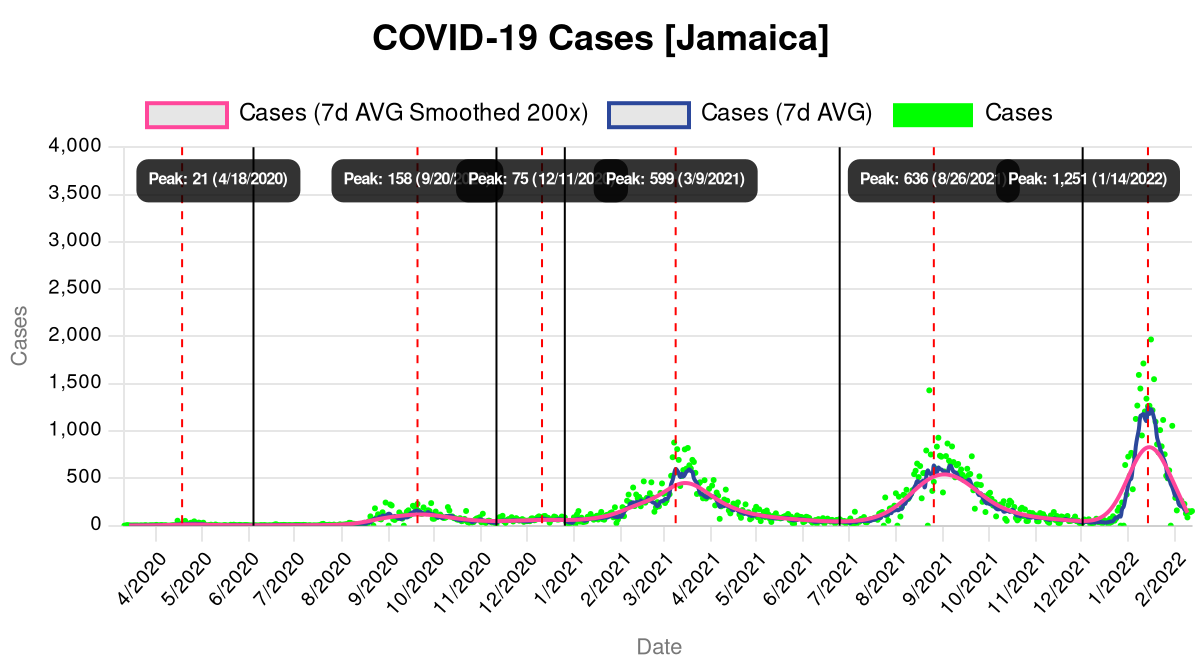 COVID-19 Cases [Jamaica]
Cases (7d AVG Smoothed 200x)
Cases (7d AVG)
Cases
4,000
3,500
3,000
2,500
2,000
1,500
1,000
500
0
Cases
Peak: 21 (4/18/2020)
Peak: 158 (9/20/20
Peak: 75 (12/11/20
Peak: 599 (3/9/2021)
Peak: 636 (8/26/2021)
Peak: 1,251 (1/14/2022)
4/2020
5/2020
6/2020
7/2020
8/2020
9/2020
10/2020
11/2020
12/2020
1/2021
2/2021
3/2021
4/2021
5/2021
6/2021
7/2021
8/2021
9/2021
10/2021
11/2021
12/2021
1/2022
2/2022
Date